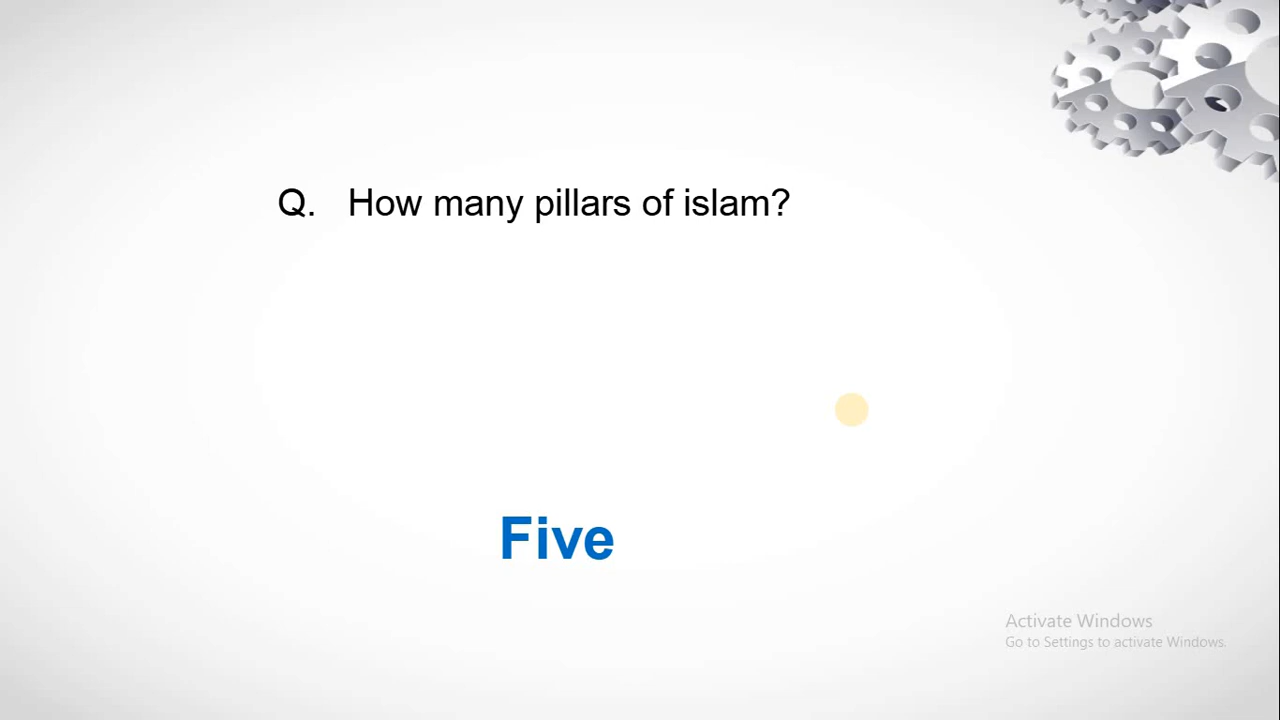 Q. How many pillars of islam?
Five
Activate Windows
Go to Settings to activate Windows.